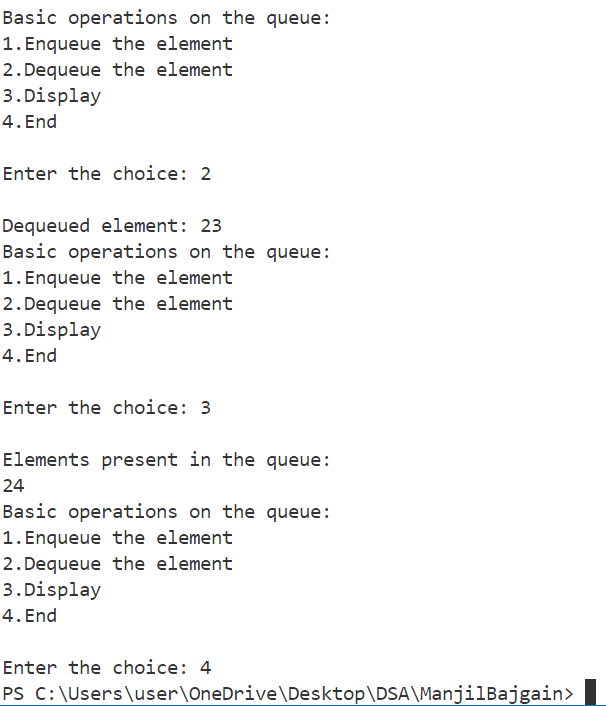 Basic operations on the queue:
1.Enqueue the element
2.Dequeue the element
3.Display
4.End
Enter the choice: 2
Dequeued element: 23
Basic operations on the queue:
1.Enqueue the element
2.Dequeue the element
3.Display
4.End
Enter the choice: 3
Elements present in the queue:
24
Basic operations on the queue:
1.Enqueue the element
2.Dequeue the element
3.Display
4.End
Enter the choice: 4
PS C:\Users\user\OneDrive\Desktop\DSA\ManjilBajgain>